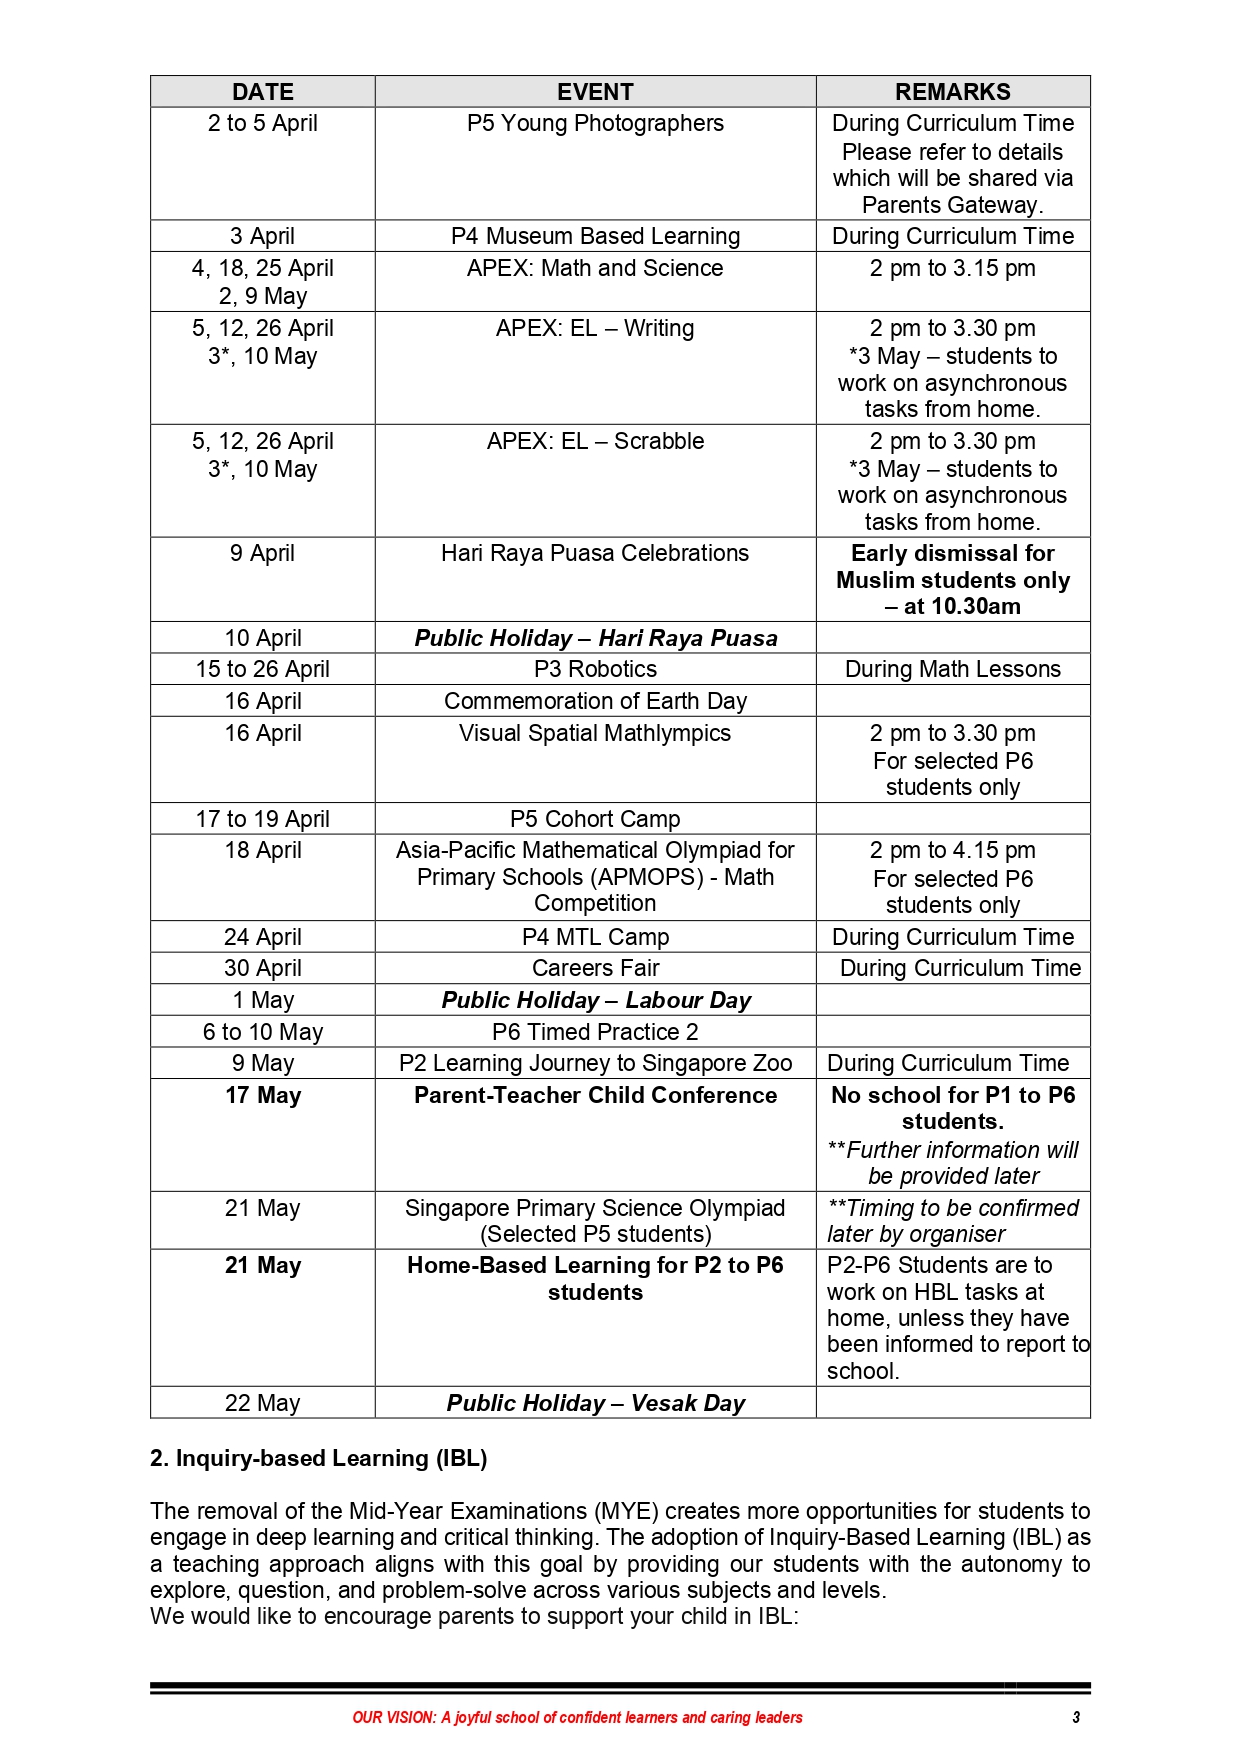 DATE EVENT REMARKS
2 to 5 April P5 Young Photographers During Curriculum Time
Please refer to details
which will be shared via
Parents Gateway.
3 April P4 Museum Based Learning During Curriculum Time
4, 18, 25 April APEX: Math and Science 2 pm to 3.15 pm
2, 9 May
5, 12, 26 April APEX: EL – Writing 2 pm to 3.30 pm
3*, 10 May *3 May – students to
work on asynchronous
tasks from home.
5, 12, 26 April APEX: EL – Scrabble 2 pm to 3.30 pm
3*, 10 May *3 May – students to
work on asynchronous
tasks from home.
9 April Hari Raya Puasa Celebrations Early dismissal for
Muslim students only
– at 10.30am
10 April Public Holiday – Hari Raya Puasa
15 to 26 April P3 Robotics During Math Lessons
16 April Commemoration of Earth Day
16 April Visual Spatial Mathlympics 2 pm to 3.30 pm
For selected P6
students only
17 to 19 April P5 Cohort Camp
18 April Asia-Pacific Mathematical Olympiad for 2 pm to 4.15 pm
Primary Schools (APMOPS) - Math For selected P6
Competition students only
24 April P4 MTL Camp During Curriculum Time
30 April Careers Fair During Curriculum Time
1 May Public Holiday – Labour Day
6 to 10 May P6 Timed Practice 2
9 May P2 Learning Journey to Singapore Zoo During Curriculum Time
17 May Parent-Teacher Child Conference No school for P1 to P6
students.
**Further information will
be provided later
21 May Singapore Primary Science Olympiad **Timing to be confirmed
(Selected P5 students) later by organiser
21 May Home-Based Learning for P2 to P6 P2-P6 Students are to
students work on HBL tasks at
home, unless they have
been informed to report to
school.
22 May Public Holiday – Vesak Day
2. Inquiry-based Learning (IBL)
The removal of the Mid-Year Examinations (MYE) creates more opportunities for students to
engage in deep learning and critical thinking. The adoption of Inquiry-Based Learning (IBL) as
a teaching approach aligns with this goal by providing our students with the autonomy to
explore, question, and problem-solve across various subjects and levels.
We would like to encourage parents to support your child in IBL:
OUR VISION: A joyful school of confident learners and caring leaders 3